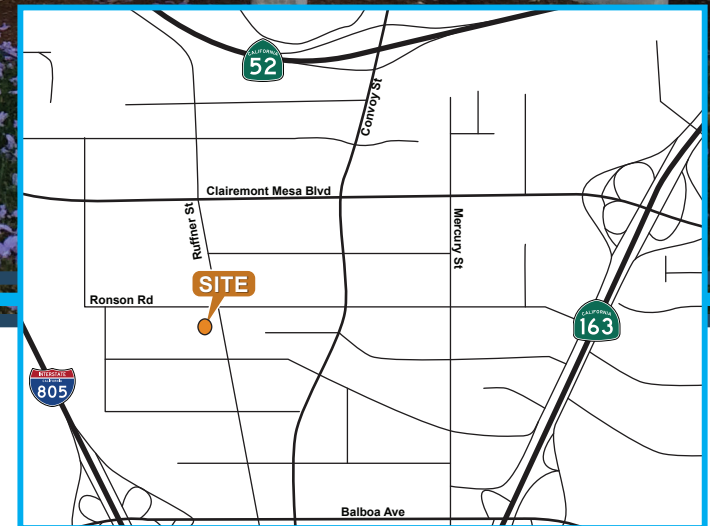 CALIFORNIA
52
Convoy St
Clairemont Mesa Blvd
Ruffner St
Mercury St
SITE
Ronson Rd
CALIFORNIA
163
INTERSTATE
CALIFORNIA
805
Balboa Ave